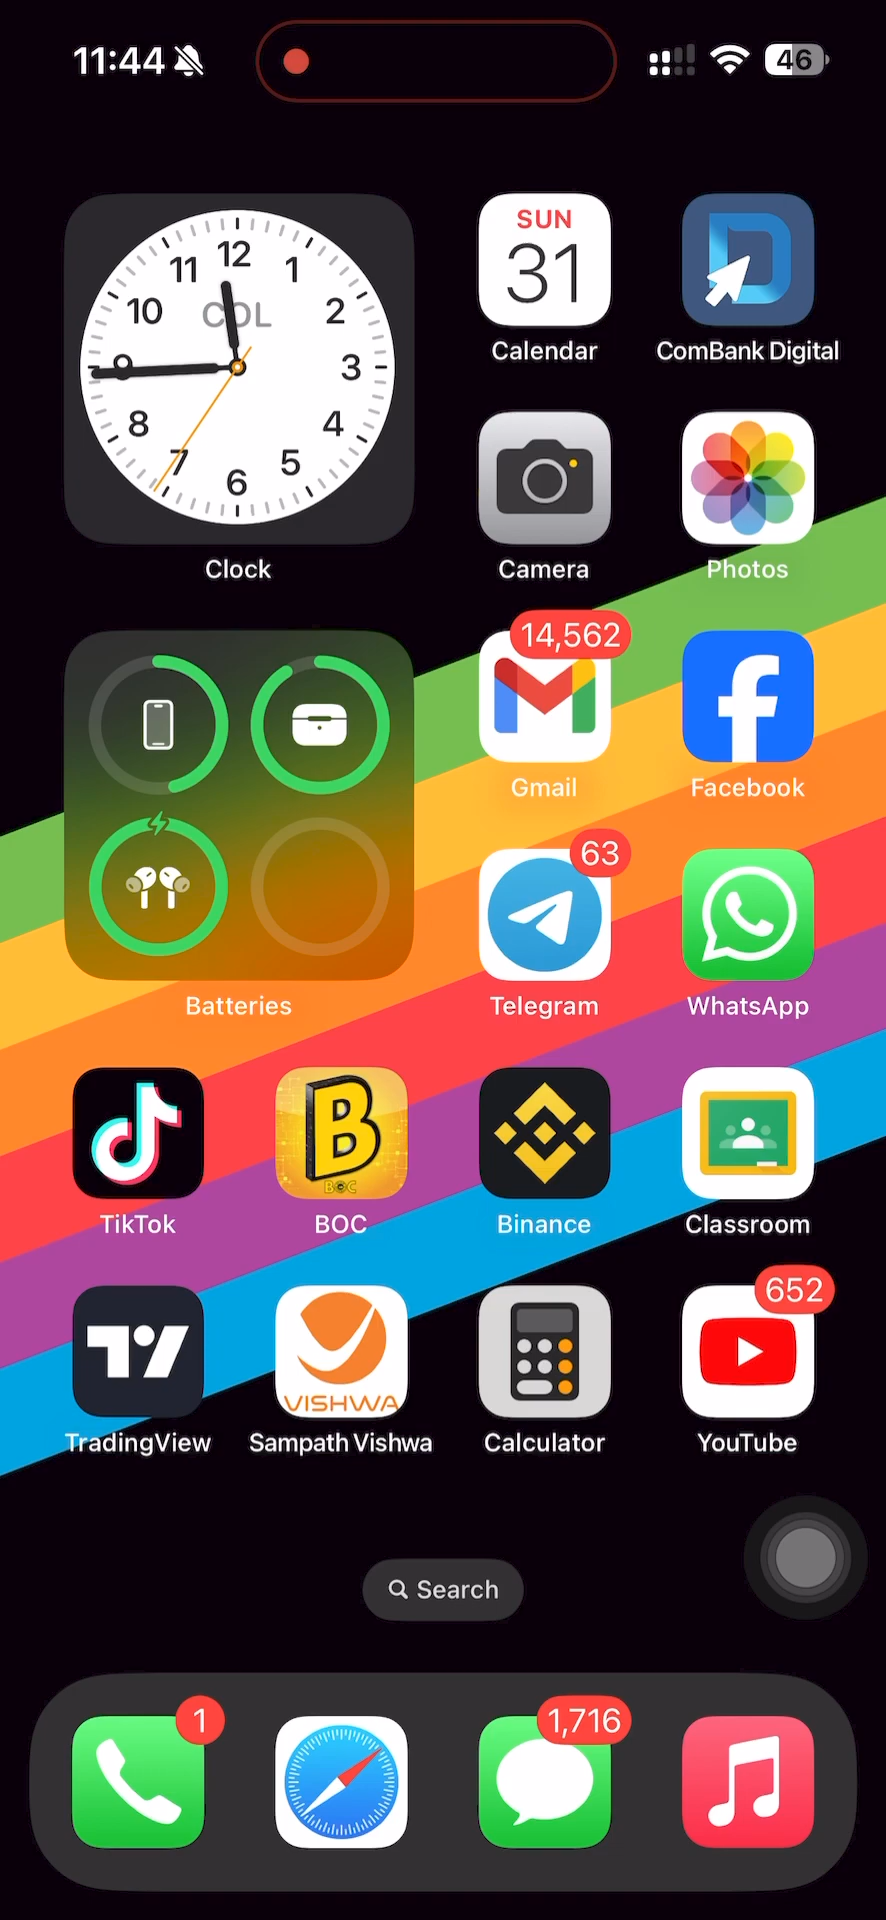 11:44
46
12
11
1
10
COL
2
9
3
8
4
7
5
6
Clock
SUN
31
Calendar
ComBank Digital
Camera
Photos
Batteries
14,562
Gmail
Facebook
63
Telegram
WhatsApp
TikTok
B
BOC
BOC
Binance
Classroom
TradingView
VISHWA
Sampath Vishwa
Calculator
652
YouTube
Search
1
1,716